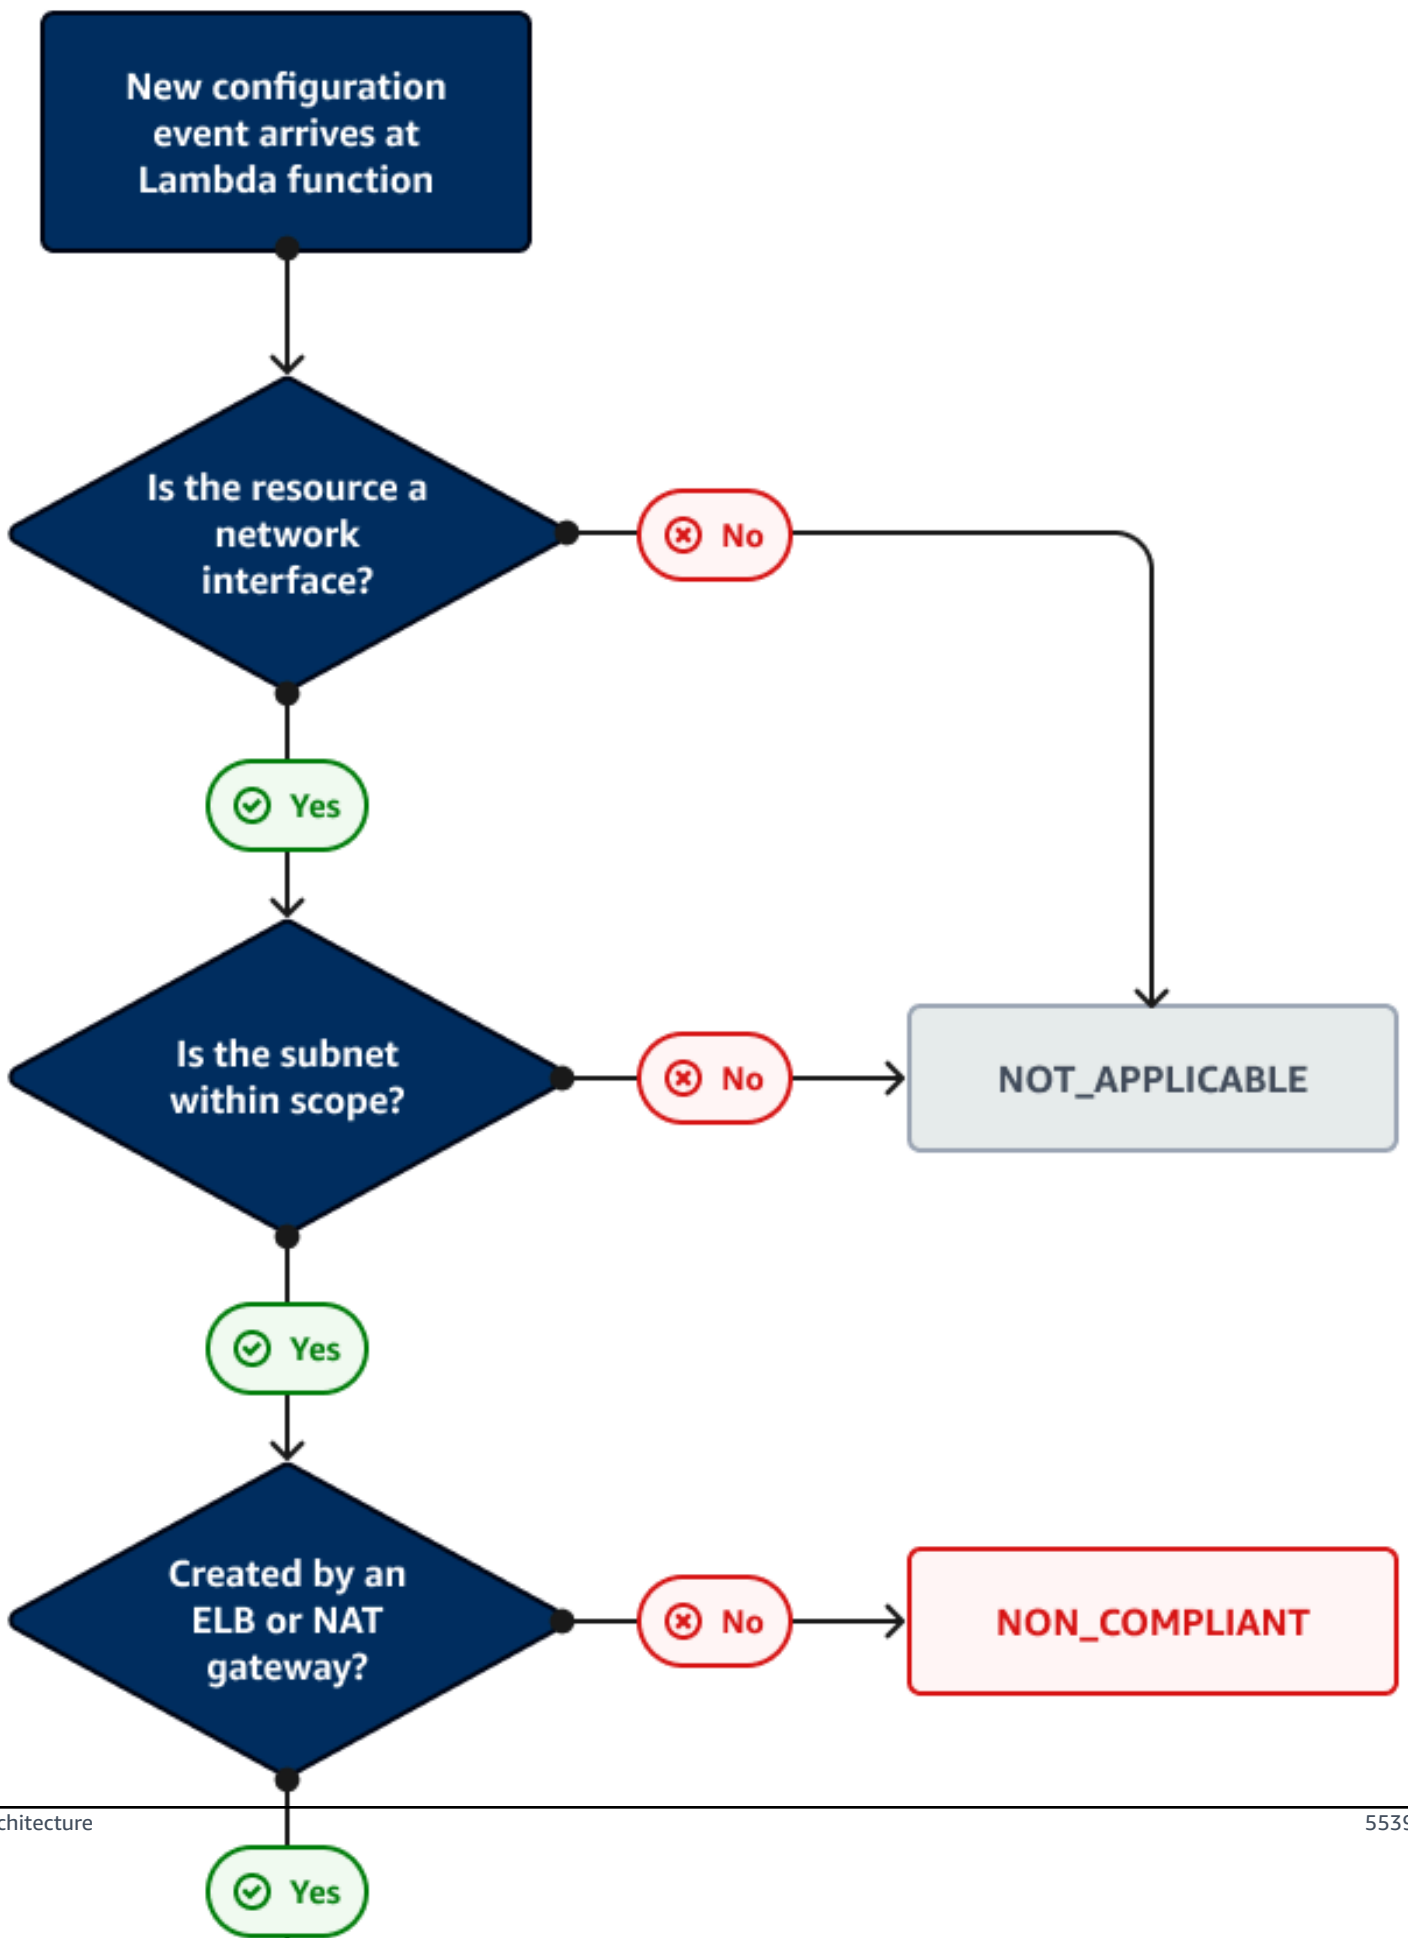 New configuration
event arrives at
Lambda function
Is the resource a
network
interface?
No
Yes
Is the subnet
within scope?
No
NOT_APPLICABLE
Yes
Created by an
ELB or NAT
gateway?
No
NON_COMPLIANT
chitecture
5539
Yes